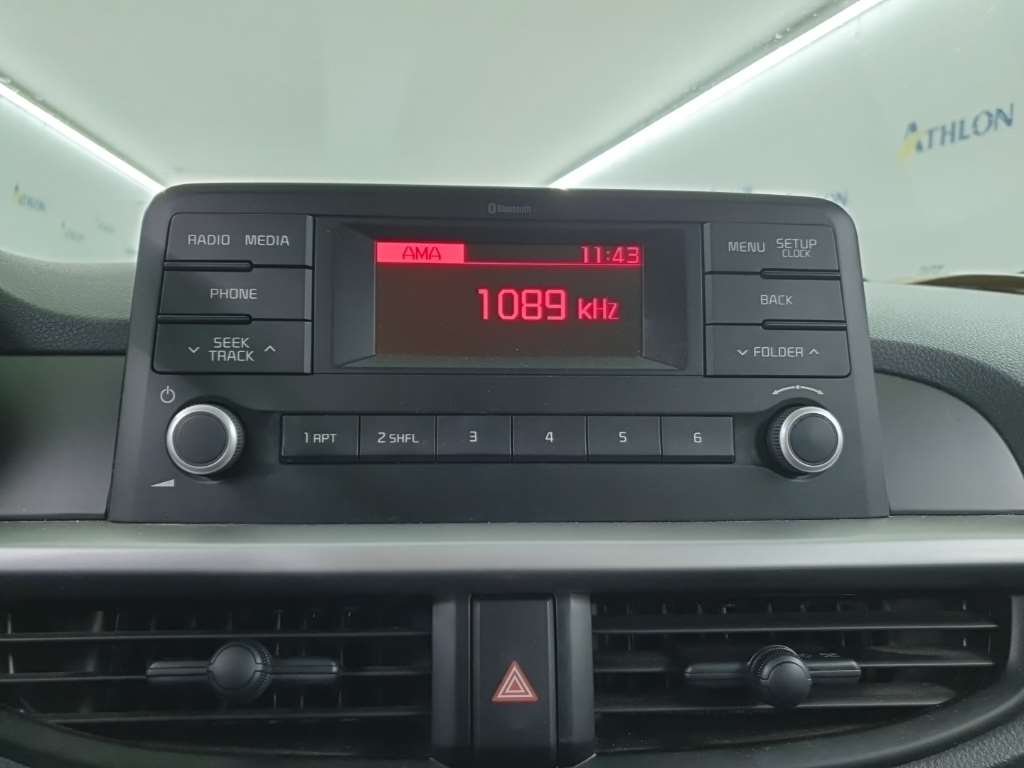 ATHLON
ATHLON
Bluetooth
RADIO MEDIA
AMA 11:43
MENU SETUP
CLOCK
PHONE
1089 kHz
BACK
SEEK
TRACK
FOLDER
1 RPT 2 SHFL 3 4 5 6